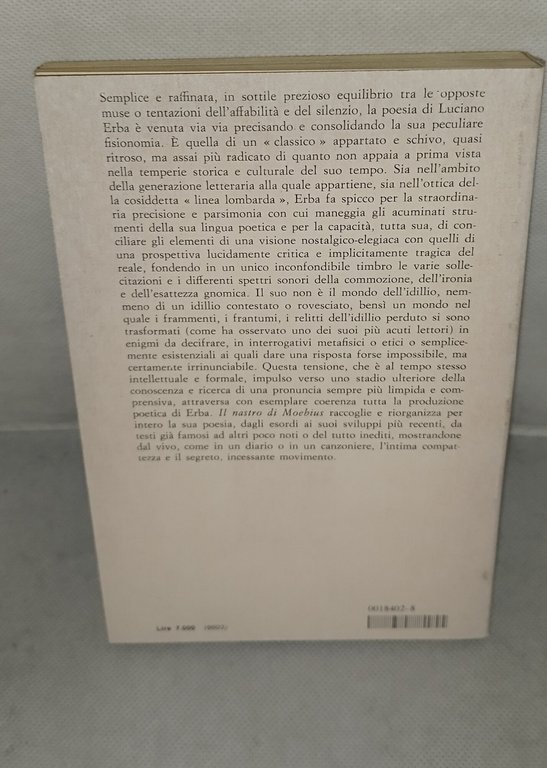 Semplice e raffinata, in sottile prezioso equilibrio tra le opposte
muse o tentazioni dell'affabilità e del silenzio, la poesia di Luciano
Erba è venuta via via precisando e consolidando la sua peculiare
fisionomia. È quella di un « classico » appartato e schivo, quasi
ritroso, ma assai più radicato di quanto non appaia a prima vista
nella temperie storica e culturale del suo tempo. Sia nell'ambito
della generazione letteraria alla quale appartiene, sia nell'ottica del-
la cosiddetta « linea lombarda », Erba fa spicco per la straordina-
ria precisione e parsimonia con cui maneggia gli acuminati stru-
menti della sua lingua poetica e per la capacità, tutta sua, di con-
ciliare gli elementi di una visione nostalgico-elegiaca con quelli di
una prospettiva lucidamente critica e implicitamente tragica del
reale, fondendo in un unico inconfondibile timbro le varie solle-
citazioni e i differenti spettri sonori della commozione, dell'ironia
e dell'esattezza gnomica. Il suo non è il mondo dell'idillio, nem-
meno di un idillio contestato o rovesciato, bensì un mondo nel
quale i frammenti, i frantumi, i relitti dell'idillio perduto si sono
trasformati (come ha osservato uno dei suoi più acuti lettori) in
enigmi da decifrare, in interrogativi metafisici o etici o semplice-
mente esistenziali ai quali dare una risposta forse impossibile, ma
certamente irrinunciabile. Questa tensione, che è al tempo stesso
intellettuale e formale, impulso verso uno stadio ulteriore della
conoscenza e ricerca di una pronuncia sempre più limpida e com-
prensiva, attraversa con esemplare coerenza tutta la produzione
poetica di Erba. Il nastro di Moebius raccoglie e riorganizza per
intero la sua poesia, dagli esordi ai suoi sviluppi più recenti, da
testi già famosi ad altri poco noti o del tutto inediti, mostrandone
dal vivo, come in un diario o in un canzoniere, l'intima compat-
tezza e il segreto, incessante movimento.
0018402-8
Lire 7.000